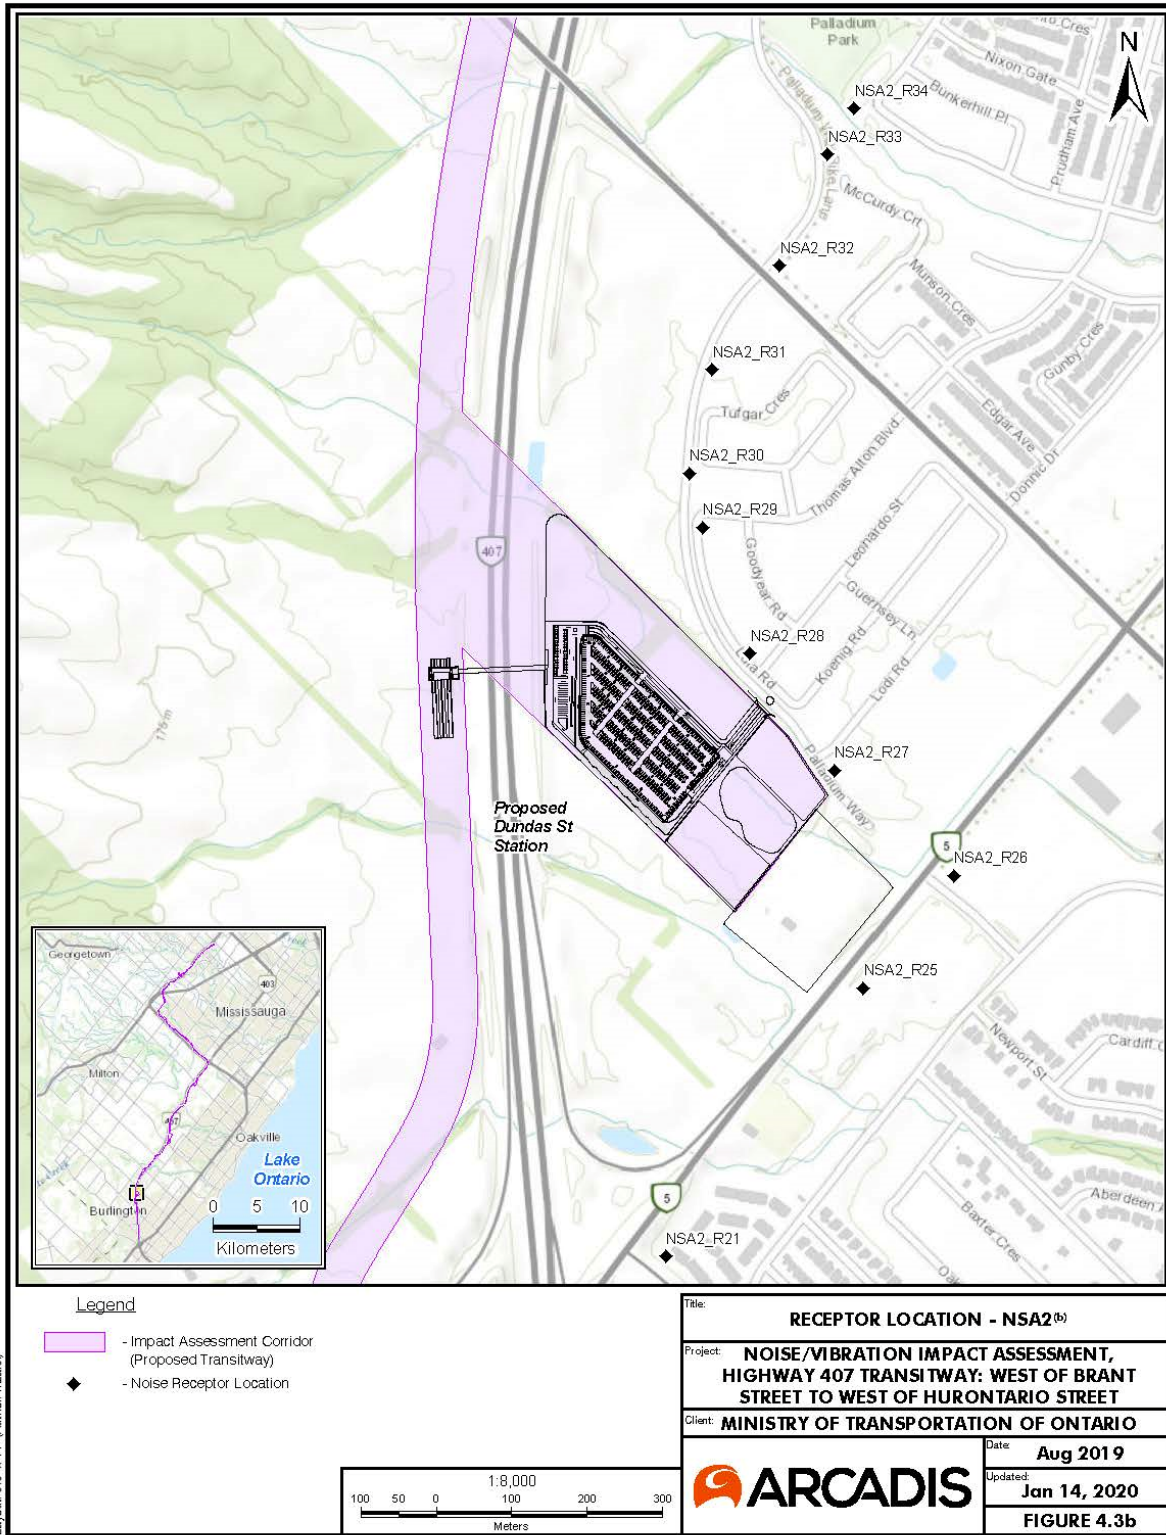 Palladium
Park
N
Nixon Gate
Bunkerhill Pl
Prudham Ave
NSA2_R34
NSA2_R33
McCurdy Crt
NSA2_R32
Munson Cres
NSA2_R31
Gunby Cres
Tufgar Cres
Edgar Ave
NSA2_R30
Thomas Alton Blvd
Donnic Dr
NSA2_R29
Leonardo St
407
Goodyear Rd
Guernsey Ln
NSA2_R28
Koenig Rd
Lodi Rd
175 m
NSA2_R27
Palladium Way
Proposed
Dundas St
Station
5
NSA2_R26
NSA2_R25
Newport St
Cardiff C
Georgetown
403
Mississauga
Milton
407
Oakville
Lake
Ontario
Burlington
0 5 10
Kilometers
5
Aberdeen A
Baxter Cres
NSA2_R21
Legend
- Impact Assessment Corridor
(Proposed Transitway)
- Noise Receptor Location
1:8,000
100 50 0 100 200 300
Meters
Title:
RECEPTOR LOCATION - NSA2(b)
Project:
NOISE/VIBRATION IMPACT ASSESSMENT,
HIGHWAY 407 TRANSITWAY: WEST OF BRANT
STREET TO WEST OF HURONTARIO STREET
Client: MINISTRY OF TRANSPORTATION OF ONTARIO
ARCADIS
Date:
Aug 2019
Updated:
Jan 14, 2020
FIGURE 4.3b